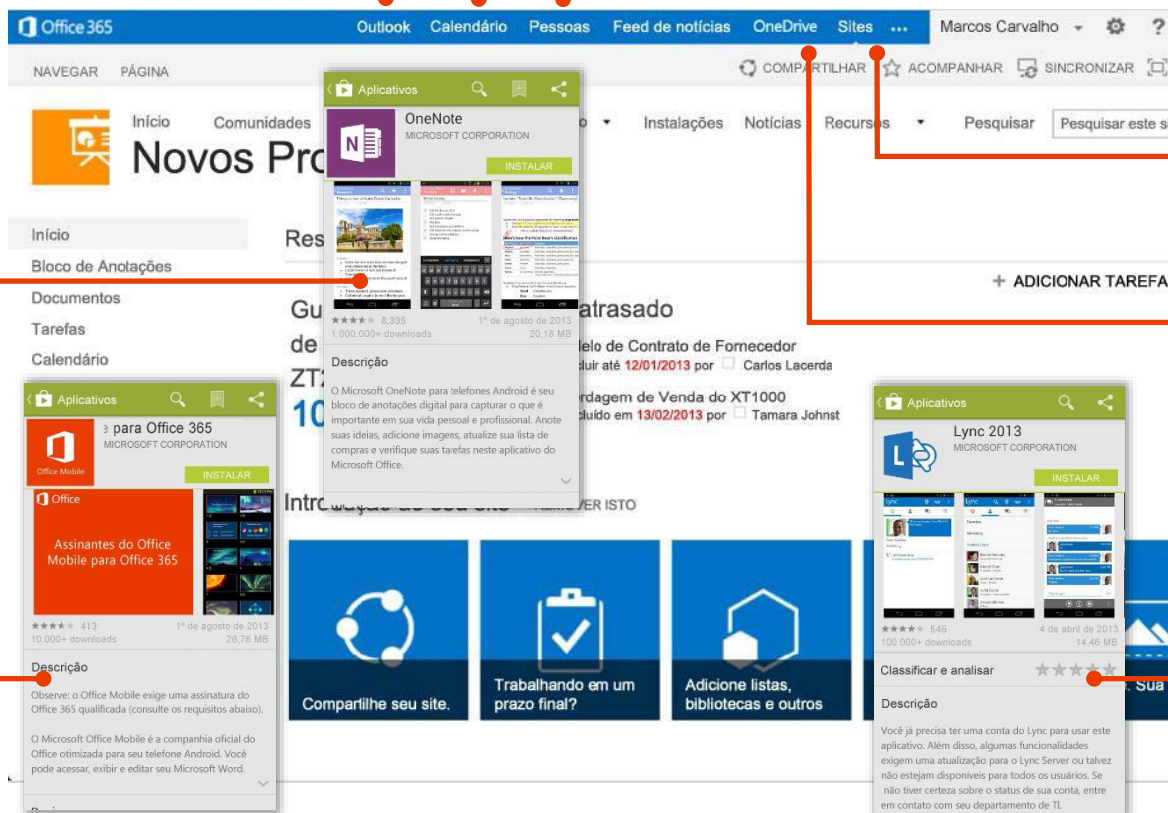 Office 365
Outlook Calendário Pessoas Feed de notícias OneDrive Sites ... Marcos Carvalho ?
NAVEGAR PÁGINA
COMPARTILHAR ACOMPANHAR SINCRONIZAR
Início Comunidades
Instalações Notícias Recursos Pesquisar Pesquisar este si
Novos Pro
Início
Bloco de Anotações
Documentos
Tarefas
Calendário
Res
+ ADICIONAR TAREFA
Gu
de
ZT
10
atrasado
elo de Contrato de Fornecedor
cluir até 12/01/2013 por Carlos Lacerda
rdagem de Venda do XT1000
cluído em 13/02/2013 por Tamara Johnst
VER ISTO
Compartilhe seu site.
Trabalhando em um
prazo final?
Adicione listas,
bibliotecas e outros
. Sua
Aplicativos
OneNote
MICROSOFT CORPORATION
INSTALAR
8,335 1º de agosto de 2013
1.000.000+ downloads 20,18 MB
Descrição
O Microsoft OneNote para telefones Android é seu
bloco de anotações digital para capturar o que é
importante em sua vida pessoal e profissional. Anote
suas ideias, adicione imagens, atualize sua lista de
compras e verifique suas tarefas neste aplicativo do
Microsoft Office.
Aplicativos
Office Mobile
para Office 365
MICROSOFT CORPORATION
INSTALAR
Office
Assinantes do Office
Mobile para Office 365
413 1º de agosto de 2013
10.000+ downloads 26,76 MB
Descrição
Observe: o Office Mobile exige uma assinatura do
Office 365 qualificada (consulte os requisitos abaixo).
O Microsoft Office Mobile é a companhia oficial do
Office otimizada para seu telefone Android. Você
pode acessar, exibir e editar seu Microsoft Word.
Aplicativos
Lync 2013
MICROSOFT CORPORATION
INSTALAR
546 4 de abril de 2013
100.000+ downloads 14,46 MB
Classificar e analisar
Descrição
Você já precisa ter uma conta do Lync para usar este
aplicativo. Além disso, algumas funcionalidades
exigem uma atualização para o Lync Server ou talvez
não estejam disponíveis para todos os usuários. Se
não tiver certeza sobre o status de sua conta, entre
em contato com seu departamento de TI.